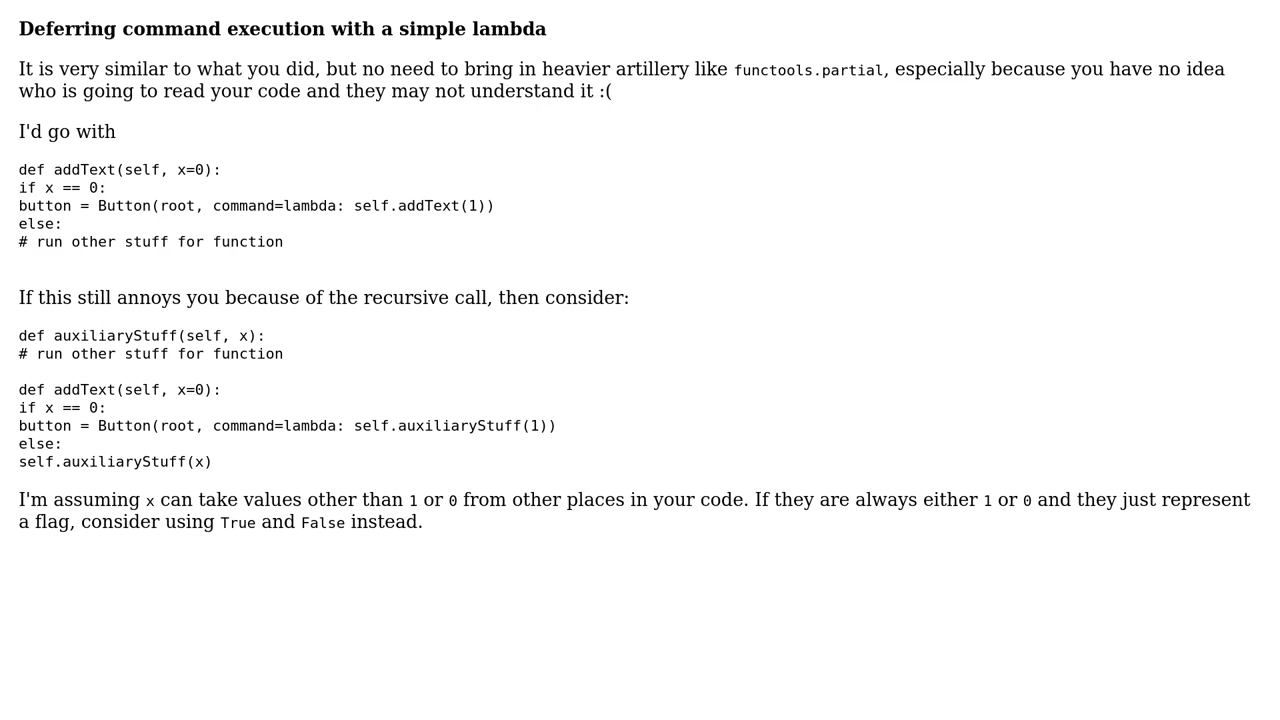 Deferring command execution with a simple lambda
It is very similar to what you did, but no need to bring in heavier artillery like functools.partial, especially because you have no idea
who is going to read your code and they may not understand it :(
I'd go with
def addText(self, x=0):
if x == 0:
button = Button(root, command=lambda: self.addText(1))
else:
# run other stuff for function
If this still annoys you because of the recursive call, then consider:
def auxiliaryStuff(self, x):
# run other stuff for function
def addText(self, x=0):
if x == 0:
button = Button(root, command=lambda: self.auxiliaryStuff(1))
else:
self.auxiliaryStuff(x)
I'm assuming x can take values other than 1 or 0 from other places in your code. If they are always either 1 or 0 and they just represent
a flag, consider using True and False instead.